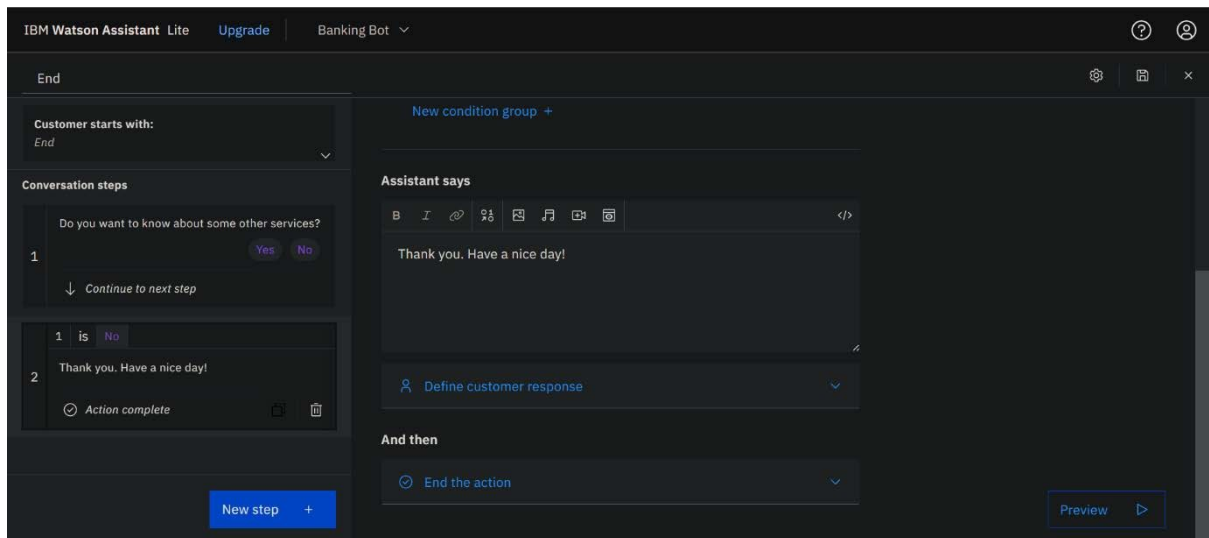 IBM Watson Assistant Lite Upgrade Banking Bot
End
Customer starts with:
End
Conversation steps
1
Do you want to know about some other services?
Yes No
Continue to next step
2
1 is No
Thank you. Have a nice day!
Action complete
New step +
New condition group +
Assistant says
B I </>
Thank you. Have a nice day!
Define customer response
And then
End the action
Preview